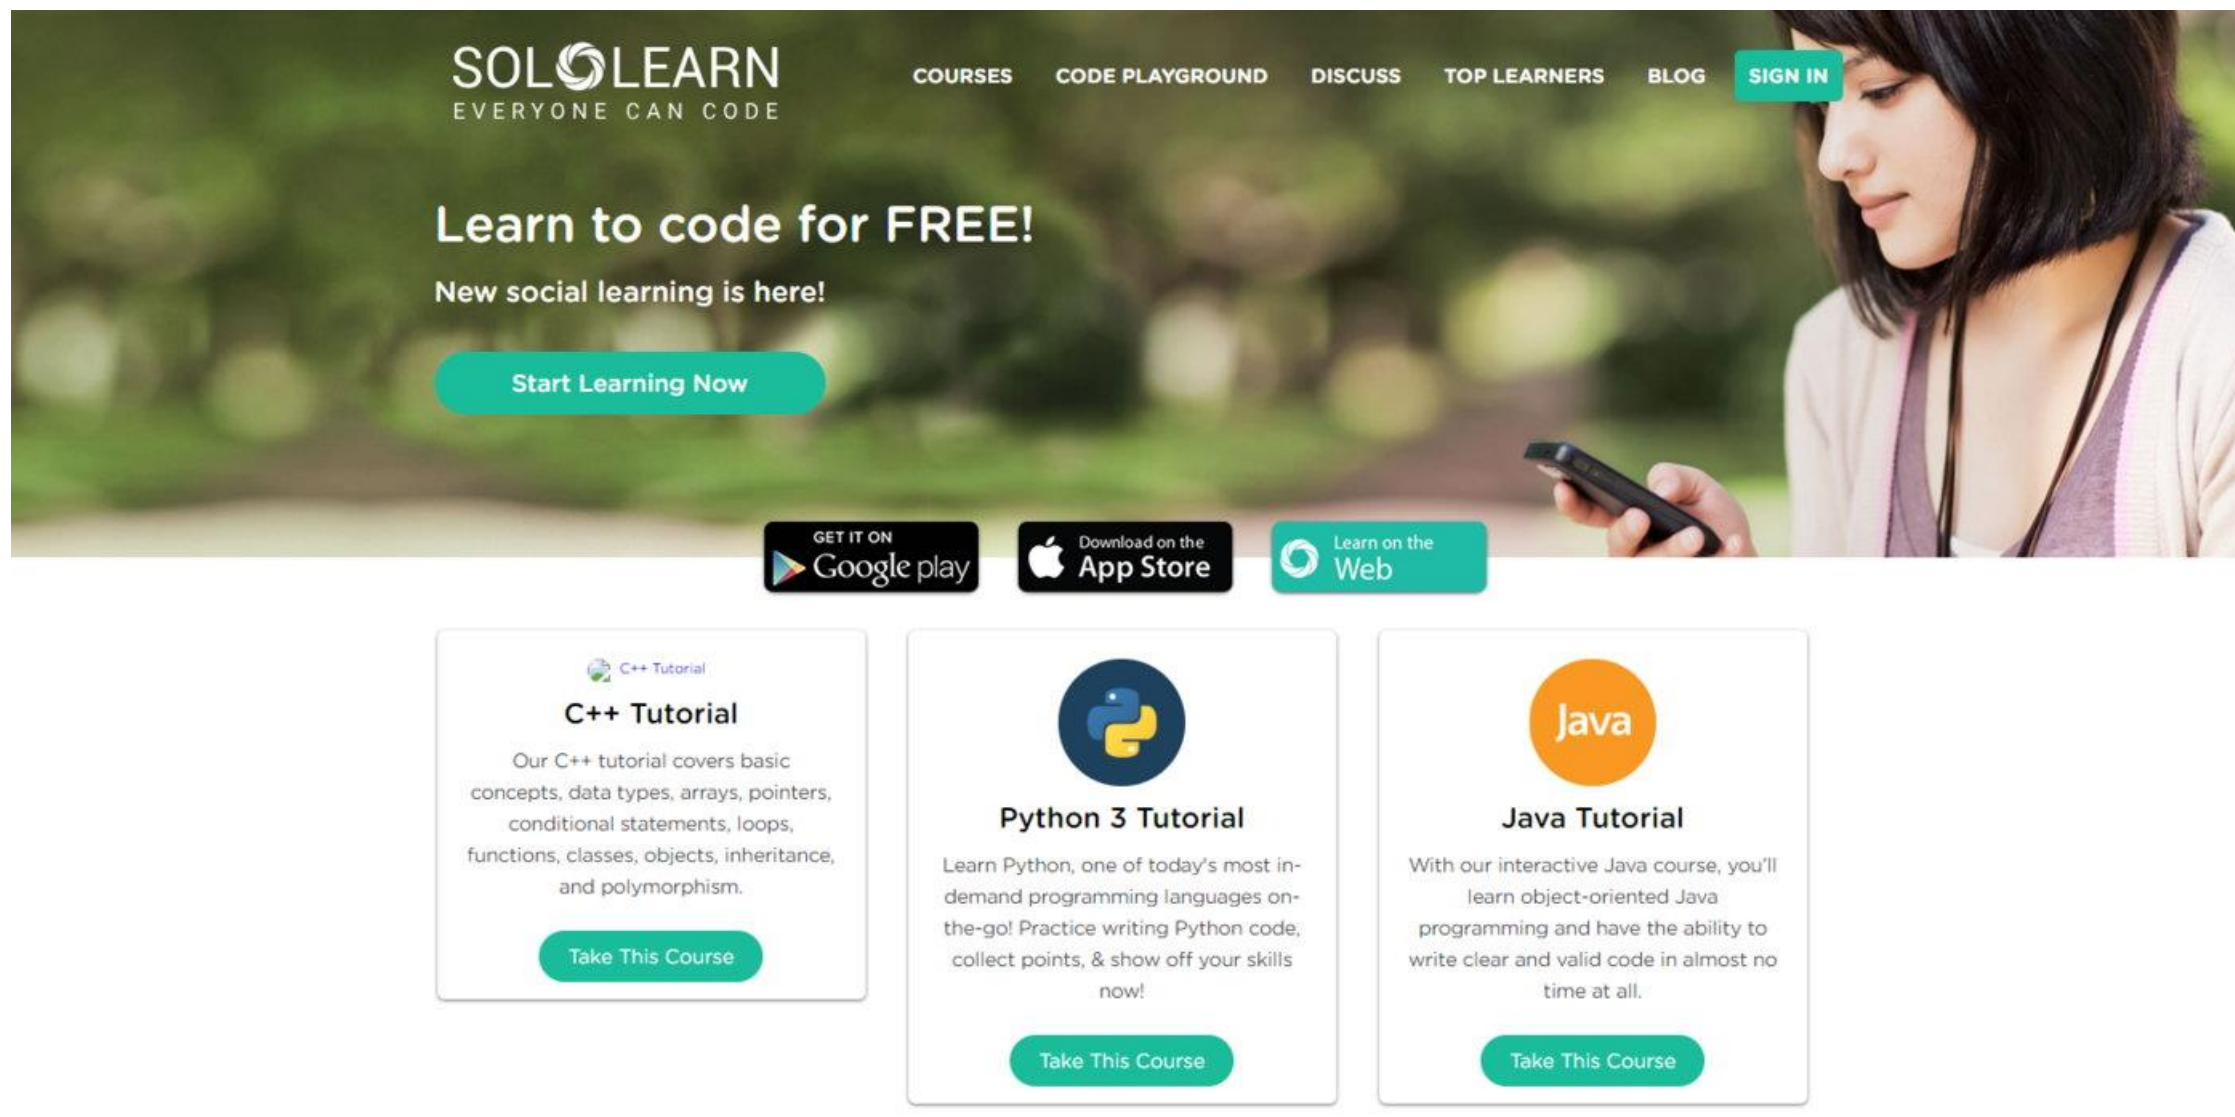 SOLOLEARN
EVERYONE CAN CODE
COURSES CODE PLAYGROUND DISCUSS TOP LEARNERS BLOG SIGN IN
Learn to code for FREE!
New social learning is here!
Start Learning Now
GET IT ON
Google play
Download on the
App Store
Learn on the
Web
C++ Tutorial
C++ Tutorial
Our C++ tutorial covers basic
concepts, data types, arrays, pointers,
conditional statements, loops,
functions, classes, objects, inheritance,
and polymorphism.
Take This Course
Python 3 Tutorial
Learn Python, one of today's most in-
demand programming languages on-
the-go! Practice writing Python code,
collect points, & show off your skills
now!
Take This Course
Java
Java Tutorial
With our interactive Java course, you'll
learn object-oriented Java
programming and have the ability to
write clear and valid code in almost no
time at all.
Take This Course